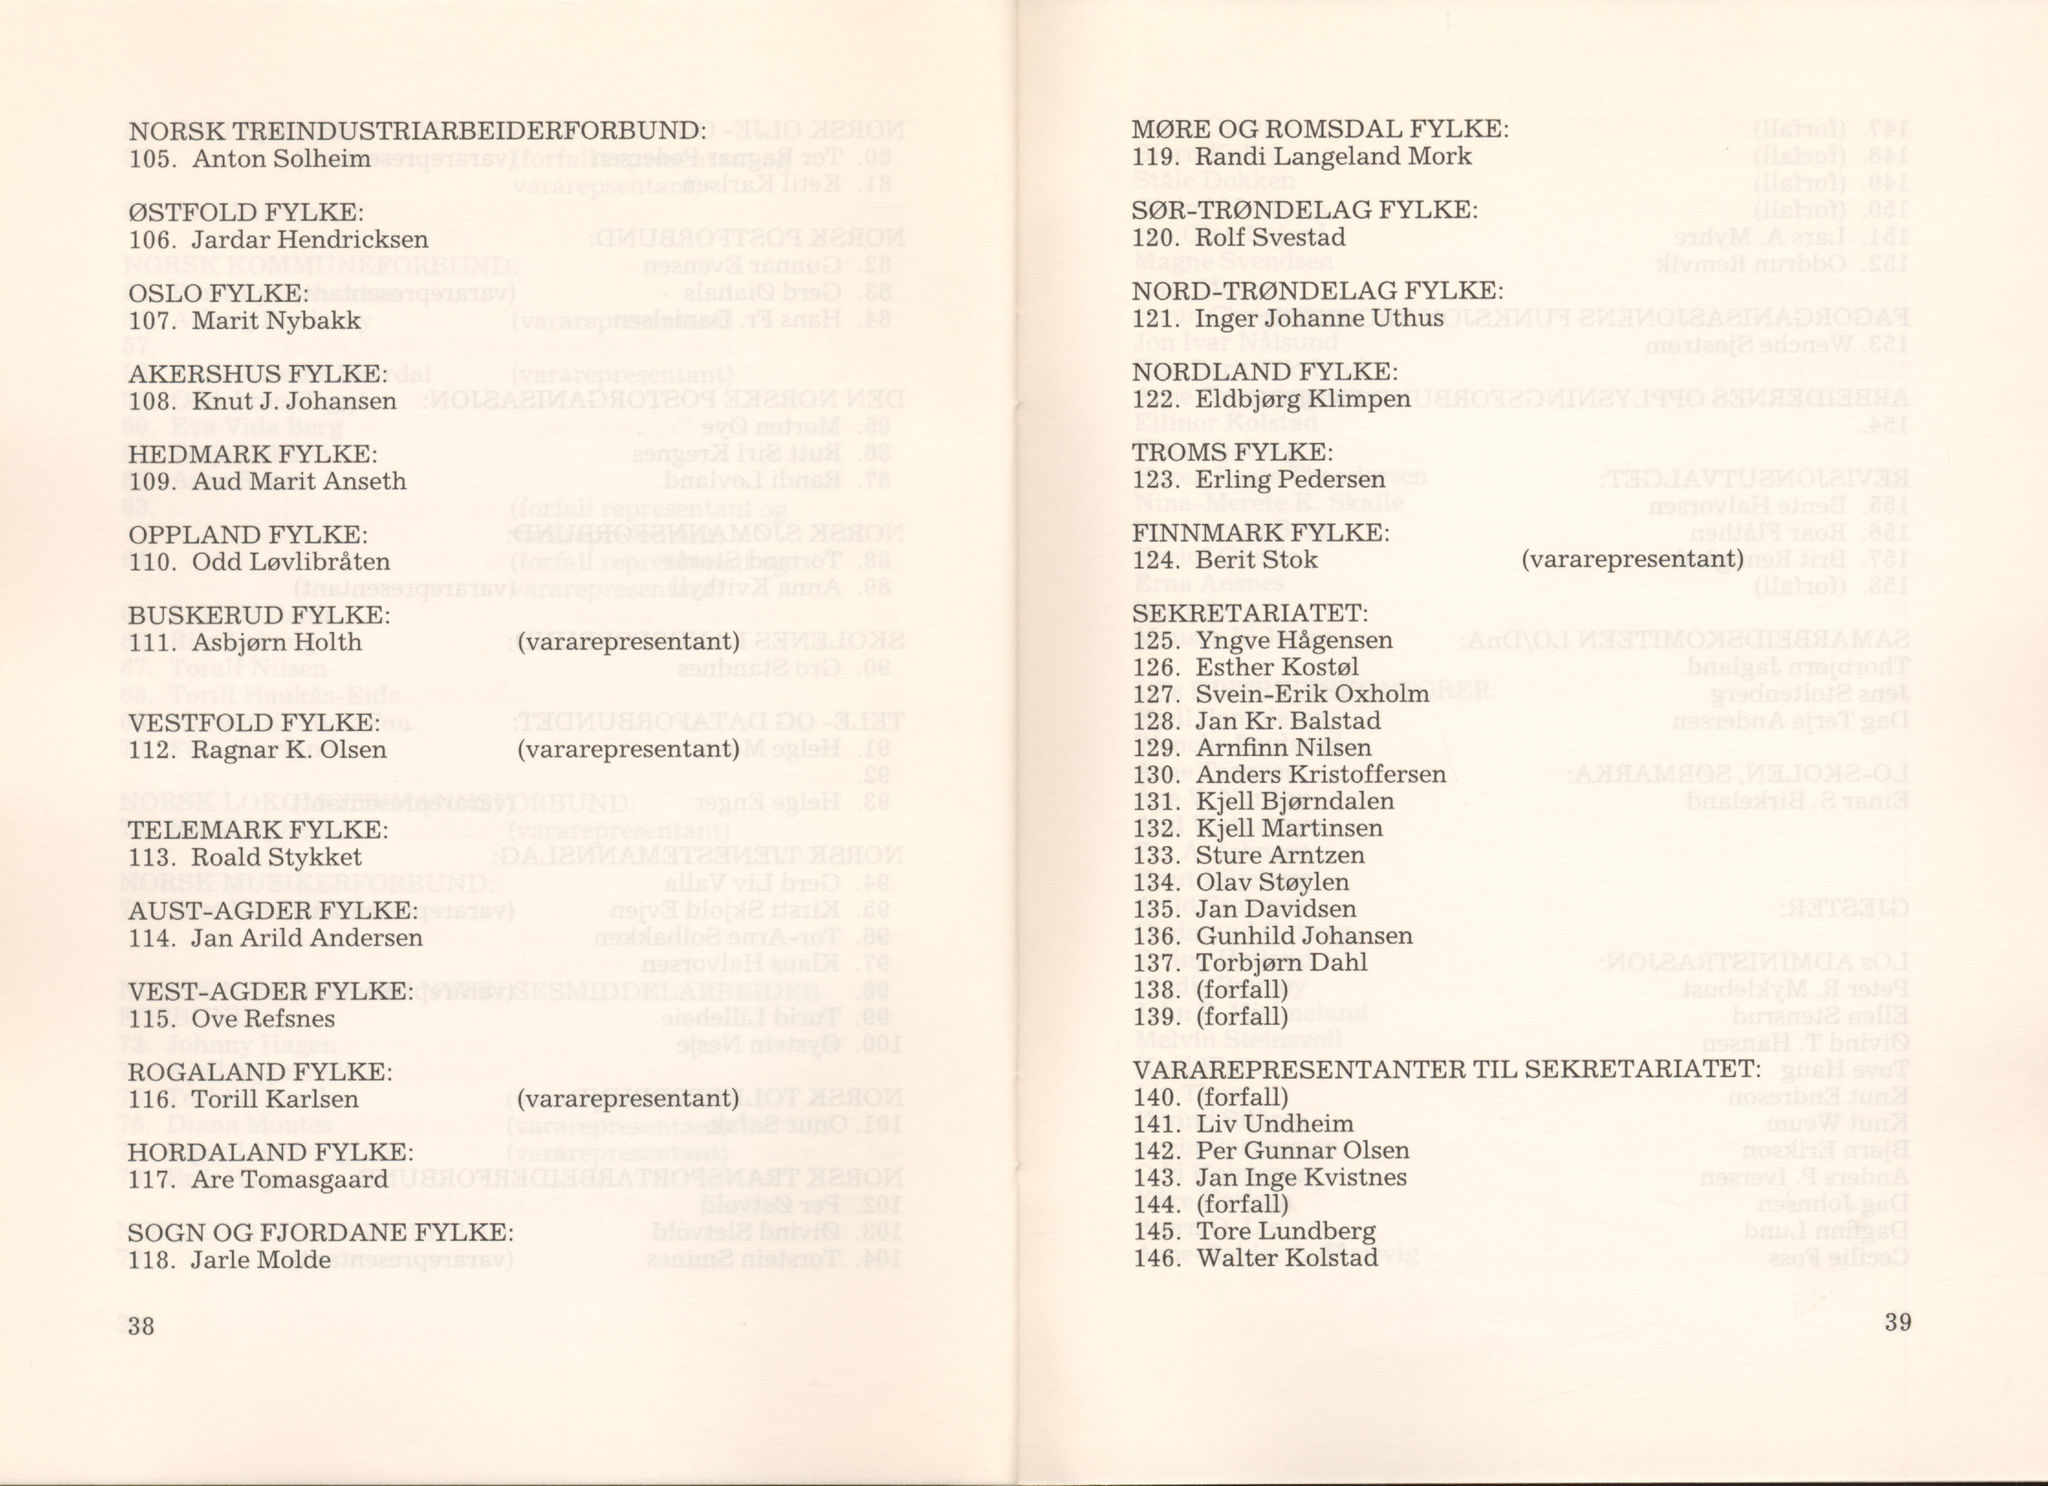 NORSK TREINDUSTRIARBEIDERFORBUND:
105. Anton Solheim
ØSTFOLD FYLKE:
106. Jardar Hendricksen
OSLO FYLKE:
107. Marit Nybakk
AKERSHUS FYLKE:
108. Knut J. Johansen
HEDMARK FYLKE:
109. Aud Marit Anseth
OPPLAND FYLKE:
110. Odd Løvlibråten
BUSKERUD FYLKE:
111. Asbjørn Holth (vararepresentant)
VESTFOLD FYLKE:
112. Ragnar K. Olsen (vararepresentant)
TELEMARK FYLKE:
113. Roald Stykket
AUST-AGDER FYLKE:
114. Jan Arild Andersen
VEST-AGDER FYLKE:
115. Ove Refsnes
ROGALAND FYLKE:
116. Torill Karlsen (vararepresentant)
HORDALAND FYLKE:
117. Are Tomasgaard
SOGN OG FJORDANE FYLKE:
118. Jarle Molde
38
MØRE OG ROMSDAL FYLKE:
119. Randi Langeland Mork
SØR-TRØNDELAG FYLKE:
120. Rolf Svestad
NORD-TRØNDELAG FYLKE:
121. Inger Johanne Uthus
NORDLAND FYLKE:
122. Eldbjørg Klimpen
TROMS FYLKE:
123. Erling Pedersen
FINNMARK FYLKE:
124. Berit Stok (vararepresentant)
SEKRETARIATET:
125. Yngve Hågensen
126. Esther Kostøl
127. Svein-Erik Oxholm
128. Jan Kr. Balstad
129. Arnfinn Nilsen
130. Anders Kristoffersen
131. Kjell Bjørndalen
132. Kjell Martinsen
133. Sture Arntzen
134. Olav Støylen
135. Jan Davidsen
136. Gunhild Johansen
137. Torbjørn Dahl
138. (forfall)
139. (forfall)
VARAREPRESENTANTER TIL SEKRETARIATET:
140. (forfall)
141. Liv Undheim
142. Per Gunnar Olsen
143. Jan Inge Kvistnes
144. (forfall)
145. Tore Lundberg
146. Walter Kolstad
39